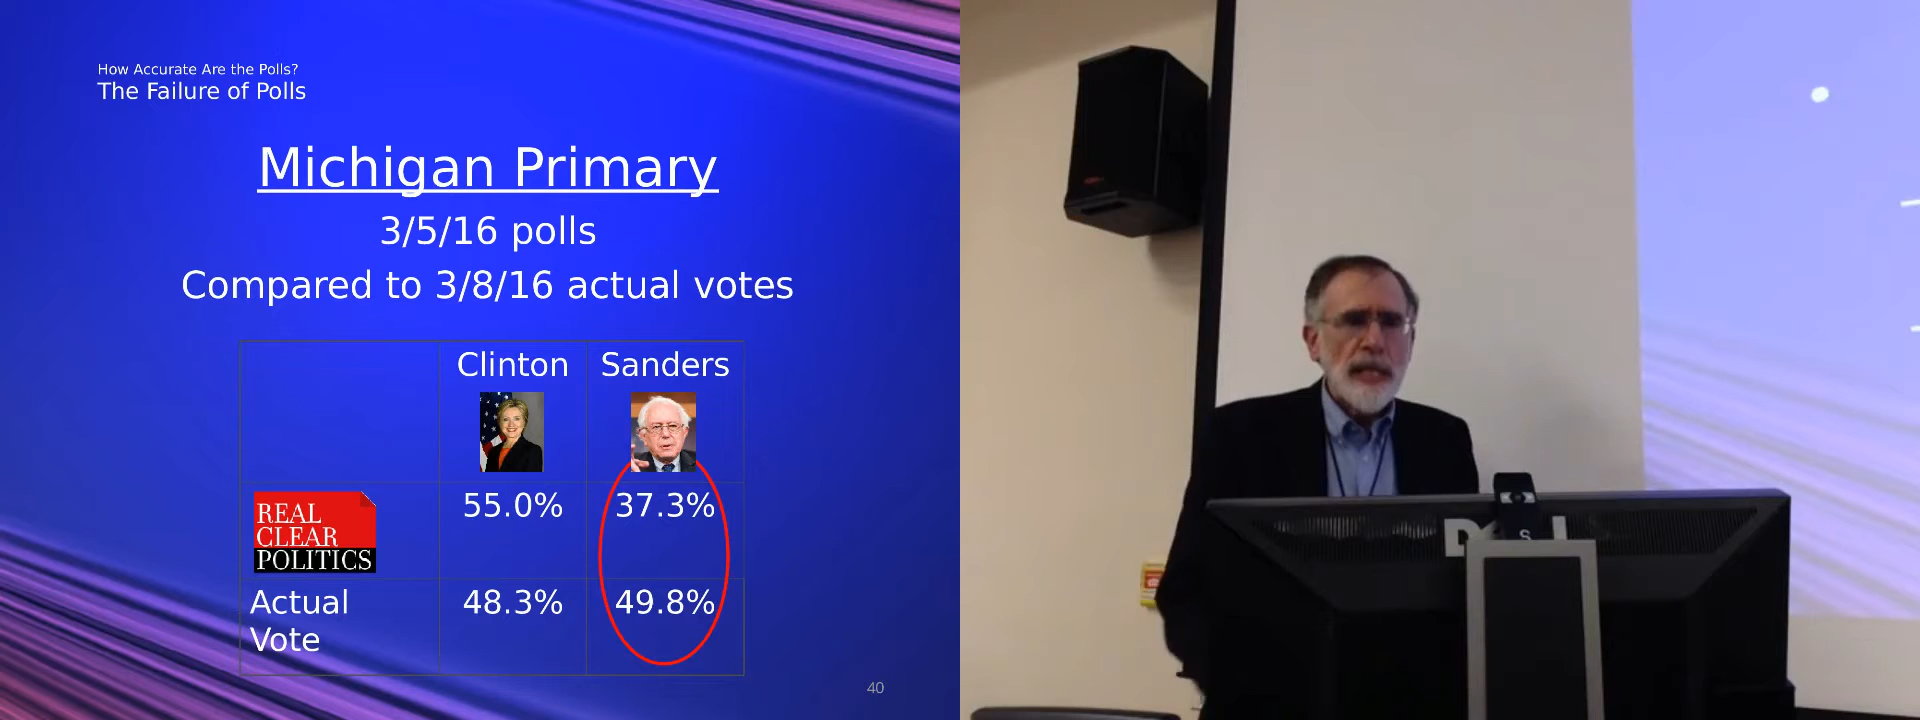 How Accurate Are the Polls?
The Failure of Polls
Michigan Primary
3/5/16 polls
Compared to 3/8/16 actual votes
Clinton Sanders
REAL
CLEAR
POLITICS
55.0% 37.3%
Actual
Vote
48.3% 49.8%
40